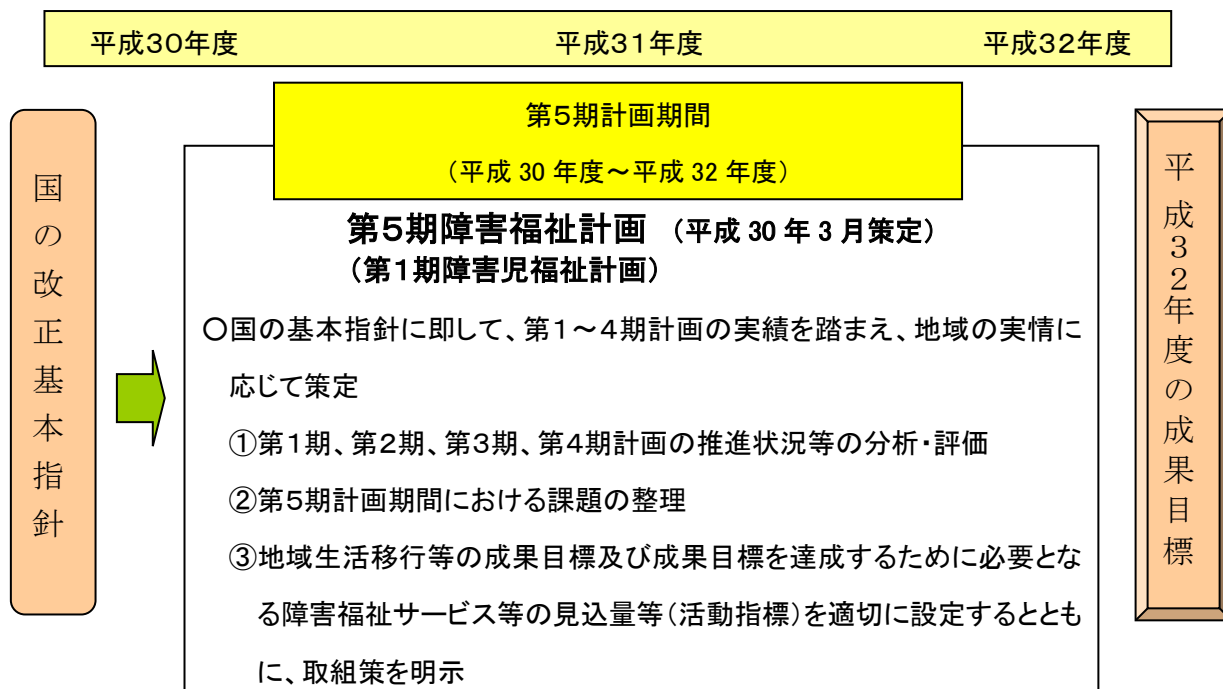 平成30年度 平成31年度 平成32年度
第5期計画期間
（平成 30 年度～平成 32 年度）
国の改正基本指針
第5期障害福祉計画 （平成 30 年 3 月策定）
（第1期障害児福祉計画）
○国の基本指針に即して、第1～4期計画の実績を踏まえ、地域の実情に
応じて策定
①第1期、第2期、第3期、第4期計画の推進状況等の分析・評価
②第5期計画期間における課題の整理
③地域生活移行等の成果目標及び成果目標を達成するために必要とな
る障害福祉サービス等の見込量等（活動指標）を適切に設定するととも
に、取組策を明示
平成32年度の成果目標